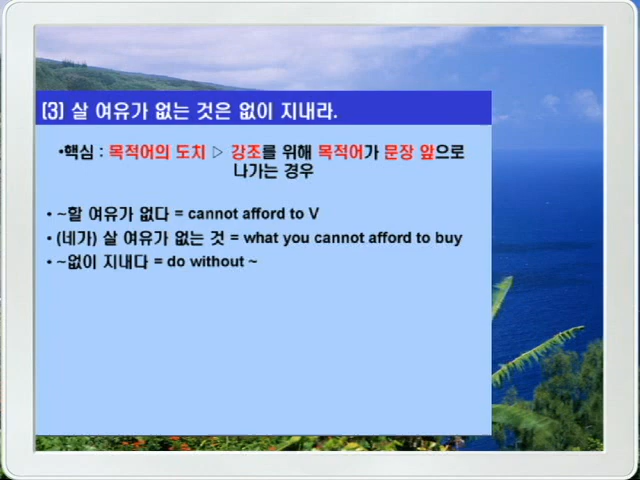 [3] 살 여유가 없는 것은 없이 지내라.
•핵심 : 목적어의 도치 ▷ 강조를 위해 목적어가 문장 앞으로
나가는 경우
• ~할 여유가 없다 = cannot afford to V
• (네가) 살 여유가 없는 것 = what you cannot afford to buy
• ~없이 지내다 = do without ~